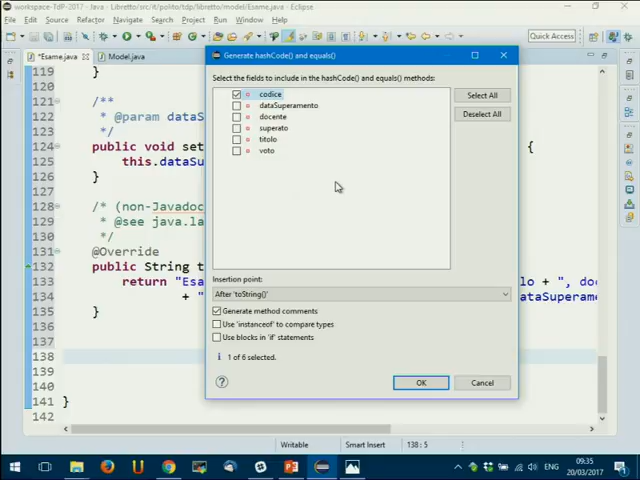 workspace-TdP-2017 - Java - Libretto/src/it/polito/tdp/libretto/model/Esame.java - Eclipse
File Edit Source Refactor Navigate Search Project Run Window Help
Quick Access
*Esame.java
Model.java
Generate hashCode() and equals()
Select the fields to include in the hashCode() and equals() methods:
codice
dataSuperamento
docente
superato
titolo
voto
Select All
Deselect All
Insertion point:
After 'toString()'
Generate method comments
Use 'instanceof' to compare types
Use blocks in 'if' statements
1 of 6 selected.
OK
Cancel
119 }
120
121 /**
122 * @param dataS
123 */
124 public void set {
125 this.dataSu
126 }
127
128 /* (non-Javadoc
129 * @see java.la
130 */
131 @Override
132 public String t
133 return "Esa lo + ", doc
134 + " dataSuperame
135 }
138
139
140
141 }
142
Writable
Smart Insert
138 : 5
ENG
09:35
20/03/2017